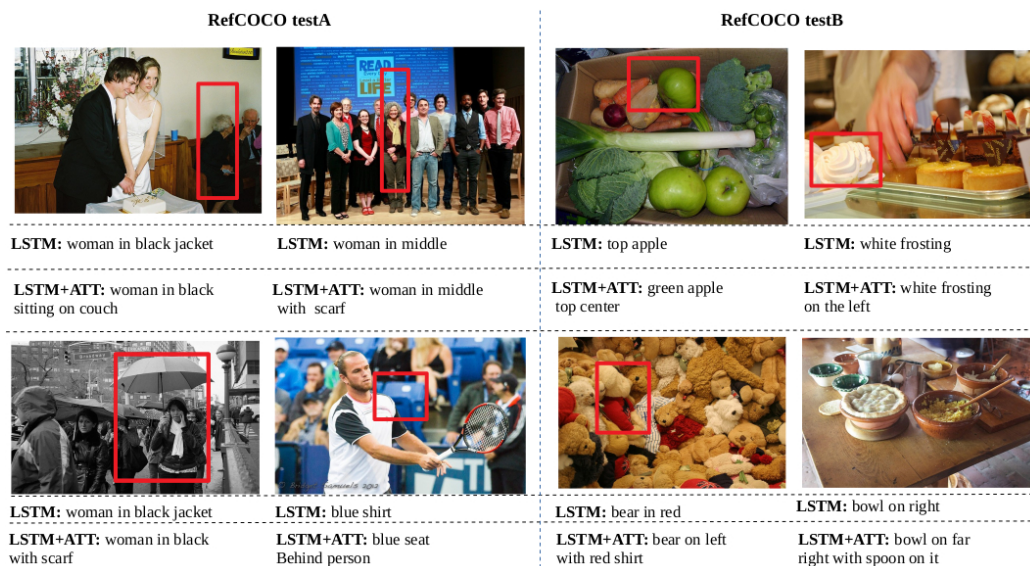 RefCOCO testA
RefCOCO testB
READ
LIFE
LSTM: woman in black jacket
LSTM: woman in middle
LSTM: top apple
LSTM: white frosting
LSTM+ATT: woman in black
sitting on couch
LSTM+ATT: woman in middle
with scarf
LSTM+ATT: green apple
top center
LSTM+ATT: white frosting
on the left
LSTM: woman in black jacket
LSTM: blue shirt
LSTM: bear in red
LSTM: bowl on right
LSTM+ATT: woman in black
with scarf
LSTM+ATT: blue seat
Behind person
LSTM+ATT: bear on left
with red shirt
LSTM+ATT: bowl on far
right with spoon on it